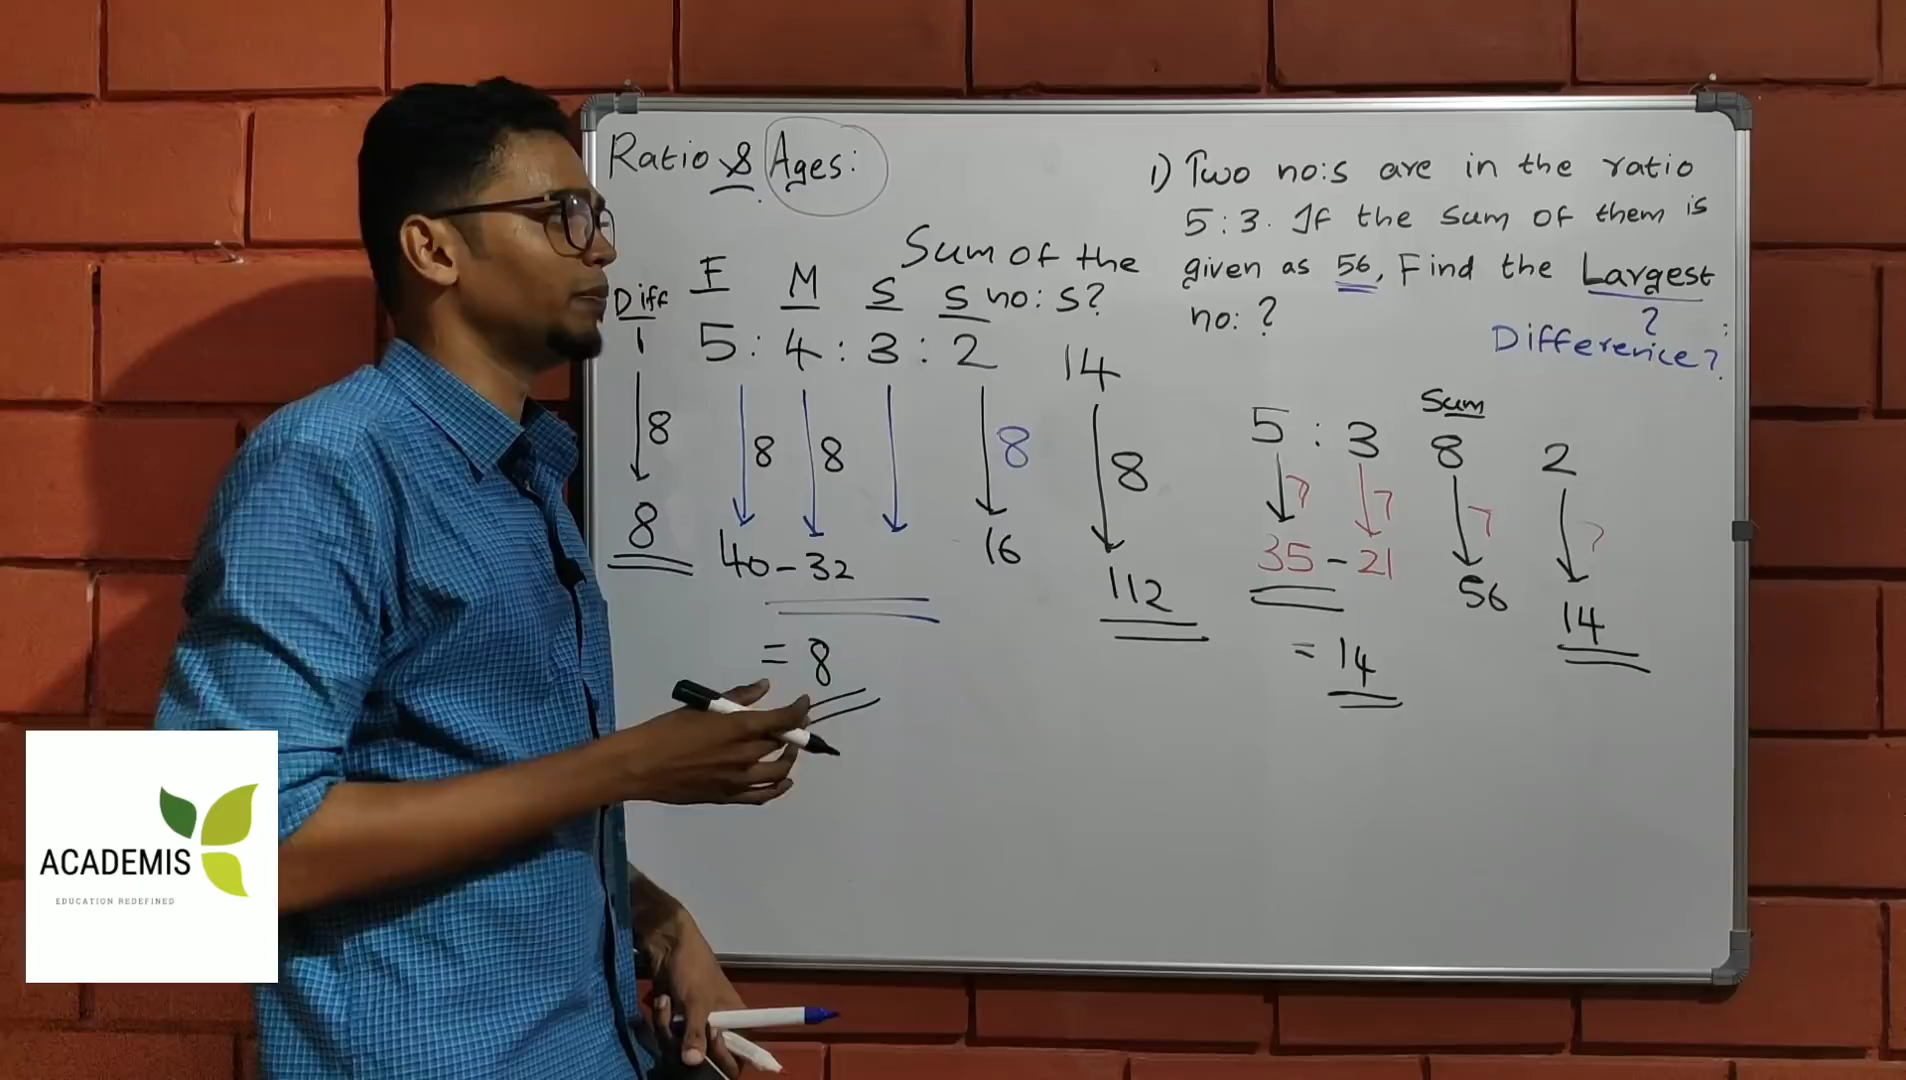 Ratio & Ages:
Sum of the
no:s?
Diff F M S S
1 5 : 4 : 3 : 2 14
8 8 8 8 8
8 40 - 32 16 112
= 8
1) Two no:s are in the ratio
5:3. If the sum of them is
given as 56, Find the Largest
no: ?
?
Difference?
Sum
5 : 3 8 2
7 7 7 7
35 - 21 56 14
= 14
ACADEMIS
EDUCATION REDEFINED